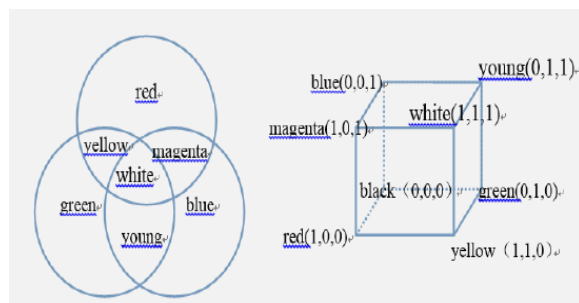 red
yellow
magenta
white
green
blue
young
blue(0,0,1)
young(0,1,1)
magenta(1,0,1)
white(1,1,1)
black（0,0,0）
green(0,1,0)
red(1,0,0)
yellow（1,1,0）